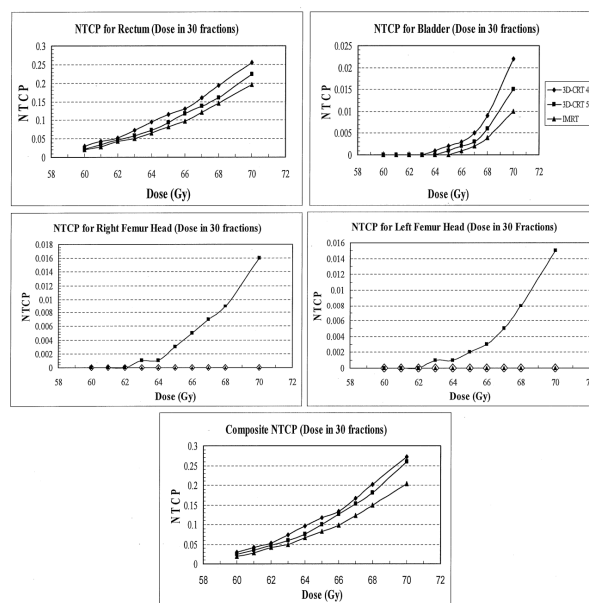 NTCP for Rectum (Dose in 30 fractions)
0.3
0.25
0.2
0.15
0.1
0.05
0
NTCP
58 60 62 64 66 68 70 72
Dose (Gy)
NTCP for Bladder (Dose in 30 fractions)
0.025
0.02
0.015
0.01
0.005
0
NTCP
58 60 62 64 66 68 70 72
Dose (Gy)
3D-CRT 4
3D-CRT 5
IMRT
NTCP for Right Femur Head (Dose in 30 fractions)
0.018
0.016
0.014
0.012
0.01
0.008
0.006
0.004
0.002
0
NTCP
58 60 62 64 66 68 70 72
Dose (Gy)
NTCP for Left Femur Head (Dose in 30 Fractions)
0.016
0.014
0.012
0.01
0.008
0.006
0.004
0.002
0
NTCP
58 60 62 64 66 68 70 72
Dose (Gy)
Composite NTCP (Dose in 30 fractions)
0.3
0.25
0.2
0.15
0.1
0.05
0
NTCP
58 60 62 64 66 68 70 72
Dose (Gy)